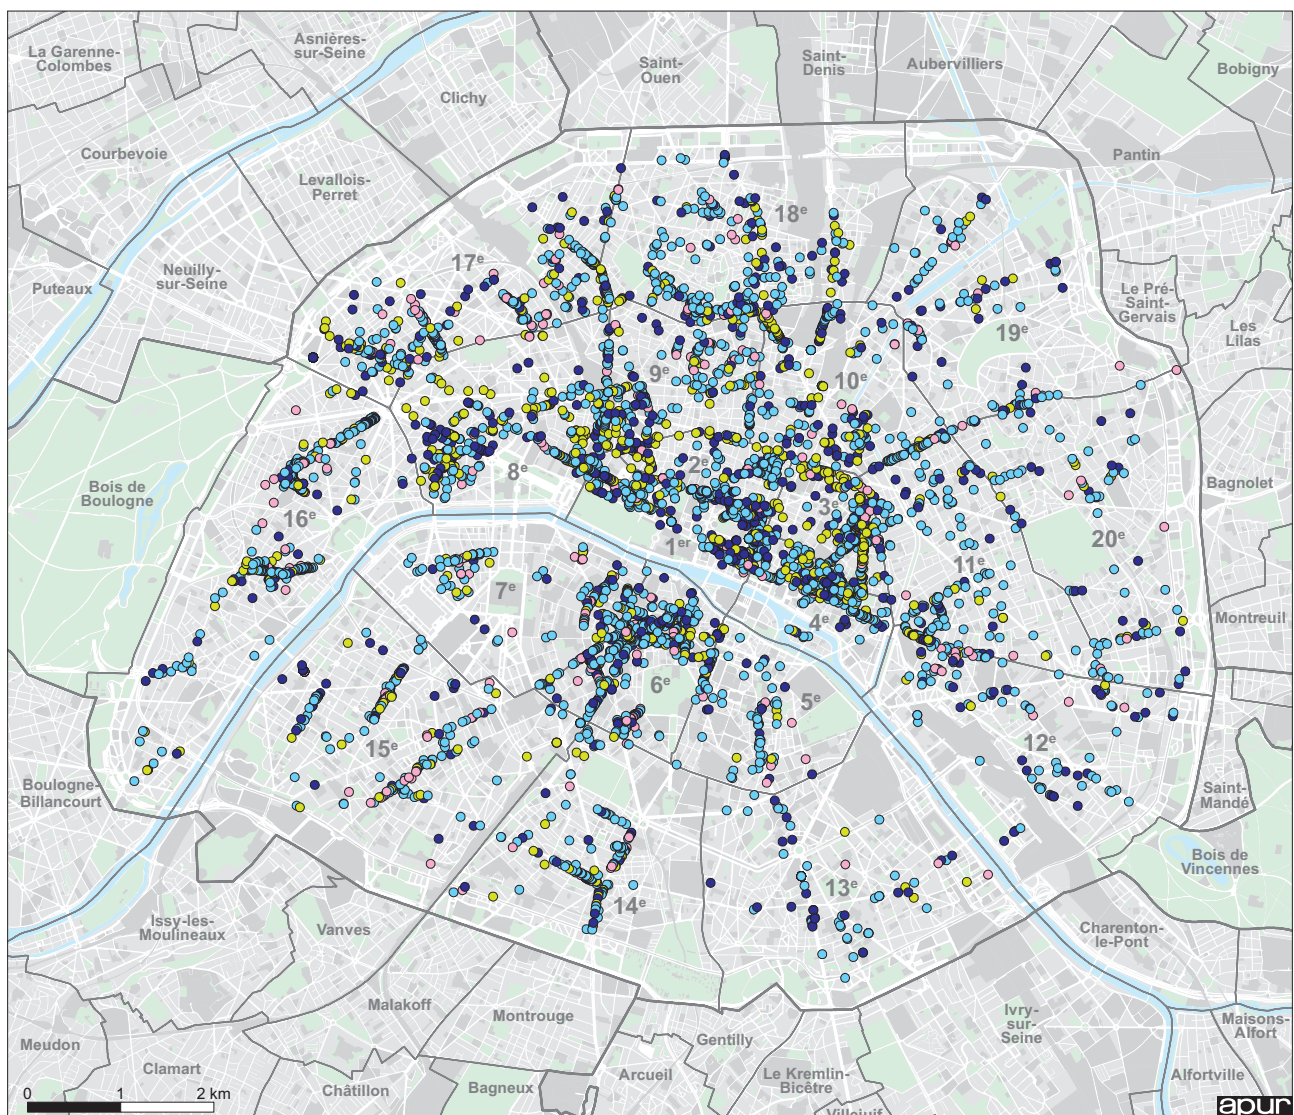 La Garenne-
Colombes
Asnières-
sur-Seine
Saint-
Ouen
Saint-
Denis
Aubervilliers
Bobigny
Clichy
Courbevoie
Pantin
Levallois-
Perret
18e
17e
Neuilly-
sur-Seine
Puteaux
Le Pré-
Saint-
Gervais
19e
Les
Lilas
9e
10e
8e
2e
Bois de
Boulogne
Bagnolet
16e
3e
1er
20e
11e
7e
4e
Montreuil
6e
5e
15e
12e
Boulogne-
Billancourt
Saint-
Mandé
Bois de
Vincennes
13e
14e
Issy-les-
Moulineaux
Vanves
Charenton-
le-Pont
Malakoff
Montrouge
Ivry-
sur-
Seine
Maisons-
Alfort
Meudon
Gentilly
Clamart
Châtillon
Bagneux
Arcueil
Le Kremlin-
Bicêtre
Alfortville
Villejuif
0 1 2 km
apur